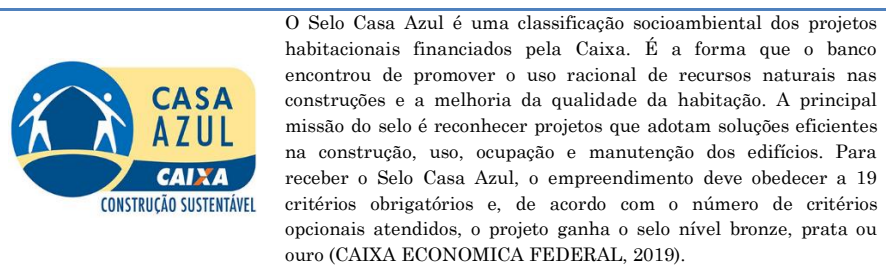 CASA
AZUL
CAIXA
CONSTRUÇÃO SUSTENTÁVEL
O Selo Casa Azul é uma classificação socioambiental dos projetos
habitacionais financiados pela Caixa. É a forma que o banco
encontrou de promover o uso racional de recursos naturais nas
construções e a melhoria da qualidade da habitação. A principal
missão do selo é reconhecer projetos que adotam soluções eficientes
na construção, uso, ocupação e manutenção dos edifícios. Para
receber o Selo Casa Azul, o empreendimento deve obedecer a 19
critérios obrigatórios e, de acordo com o número de critérios
opcionais atendidos, o projeto ganha o selo nível bronze, prata ou
ouro (CAIXA ECONOMICA FEDERAL, 2019).